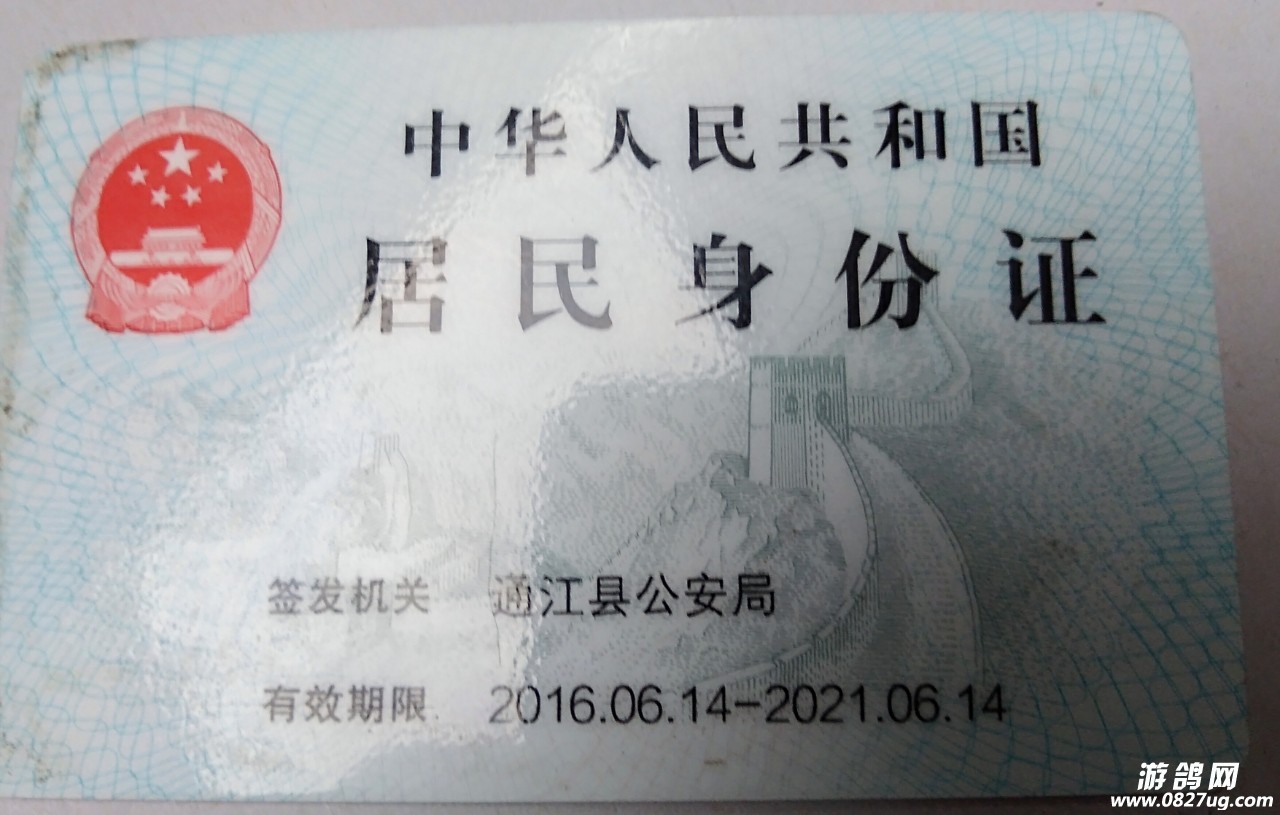 中华人民共和国
居民身份证
签发机关 通江县公安局
有效期限 2016.06.14-2021.06.14
游鸽网
www.0827ug.com